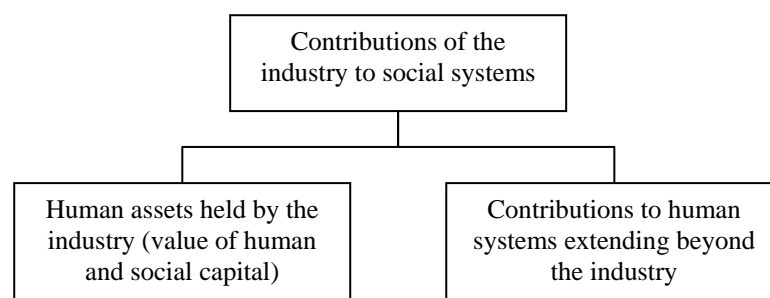 Contributions of the
industry to social systems
Human assets held by the
industry (value of human
and social capital)
Contributions to human
systems extending beyond
the industry